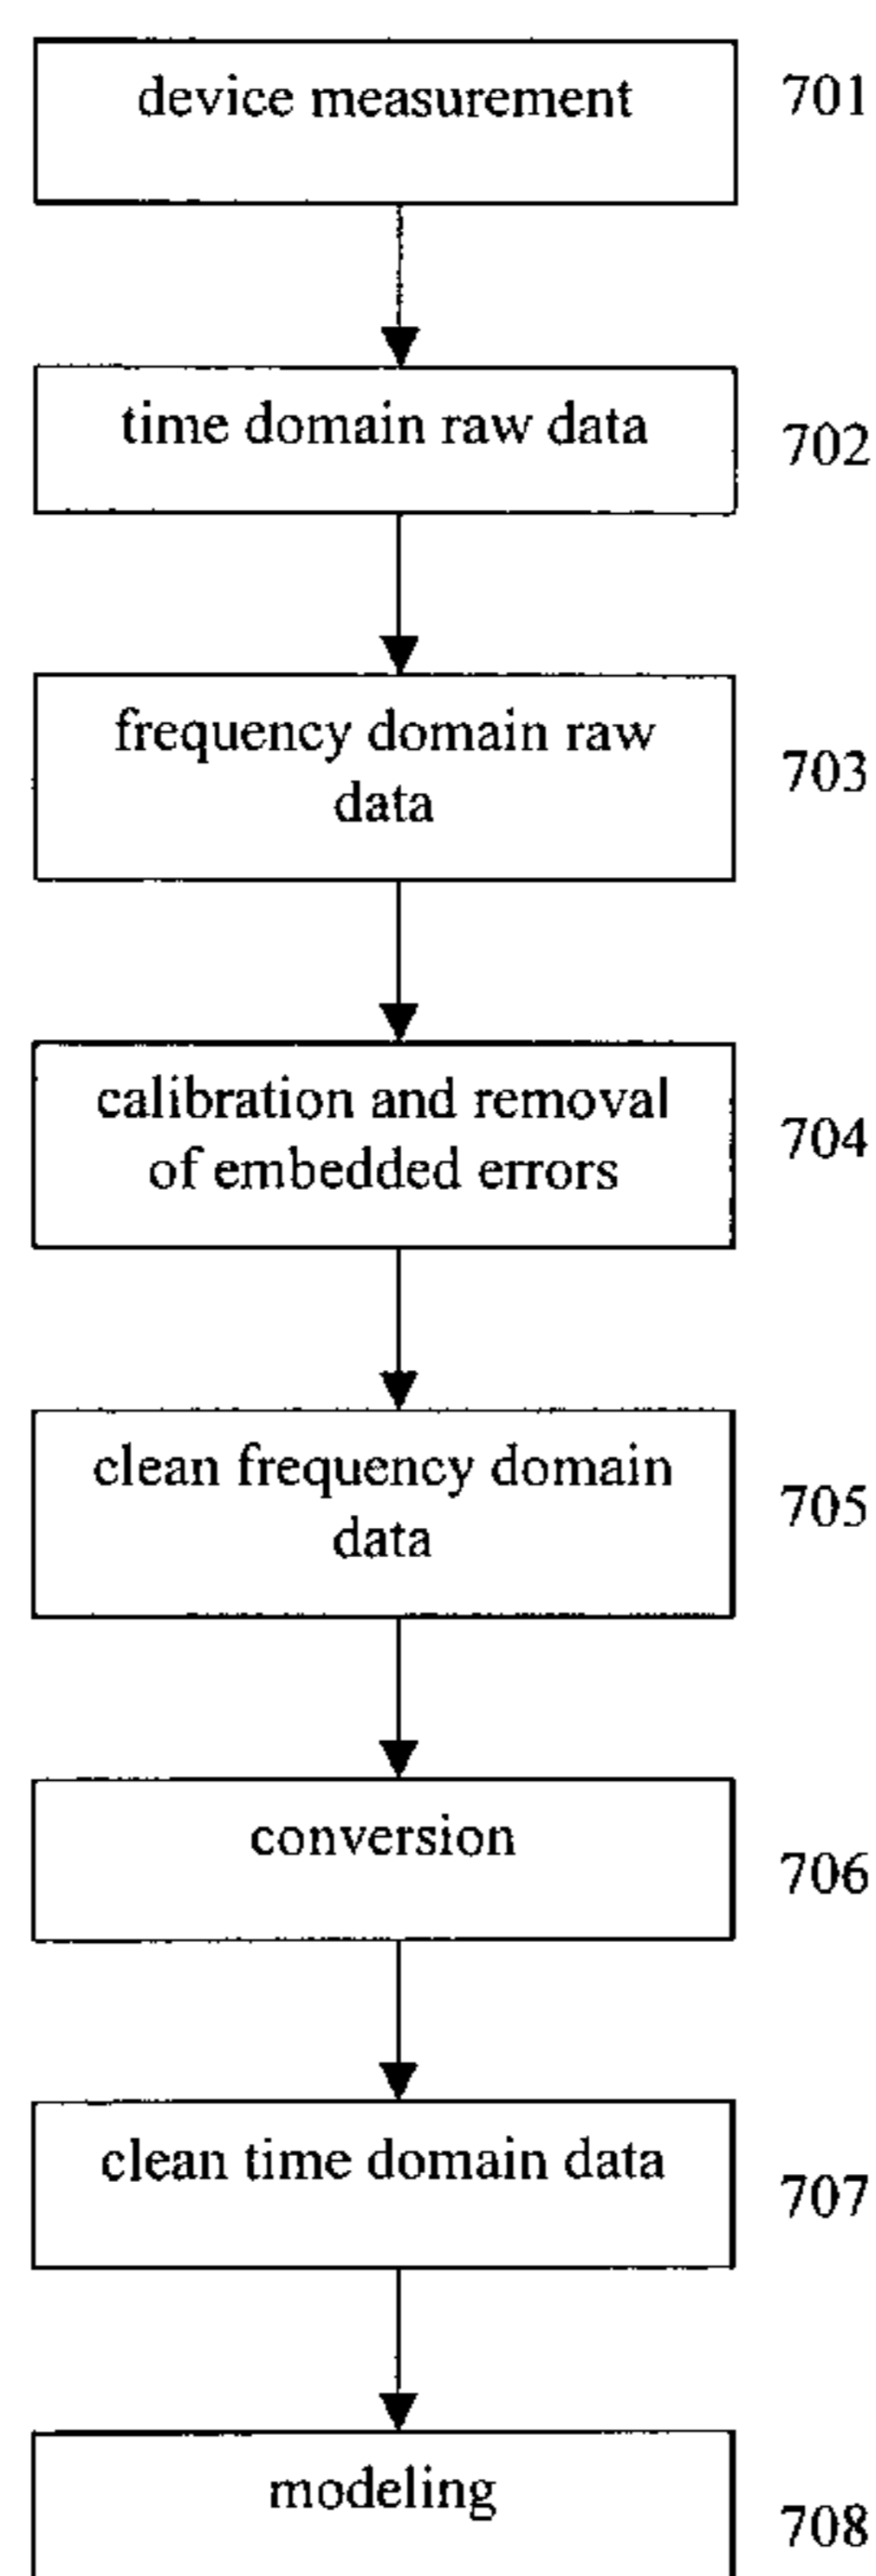 device measurement
701
time domain raw data
702
frequency domain raw
data
703
calibration and removal
of embedded errors
704
clean frequency domain
data
705
conversion
706
clean time domain data
707
modeling
708